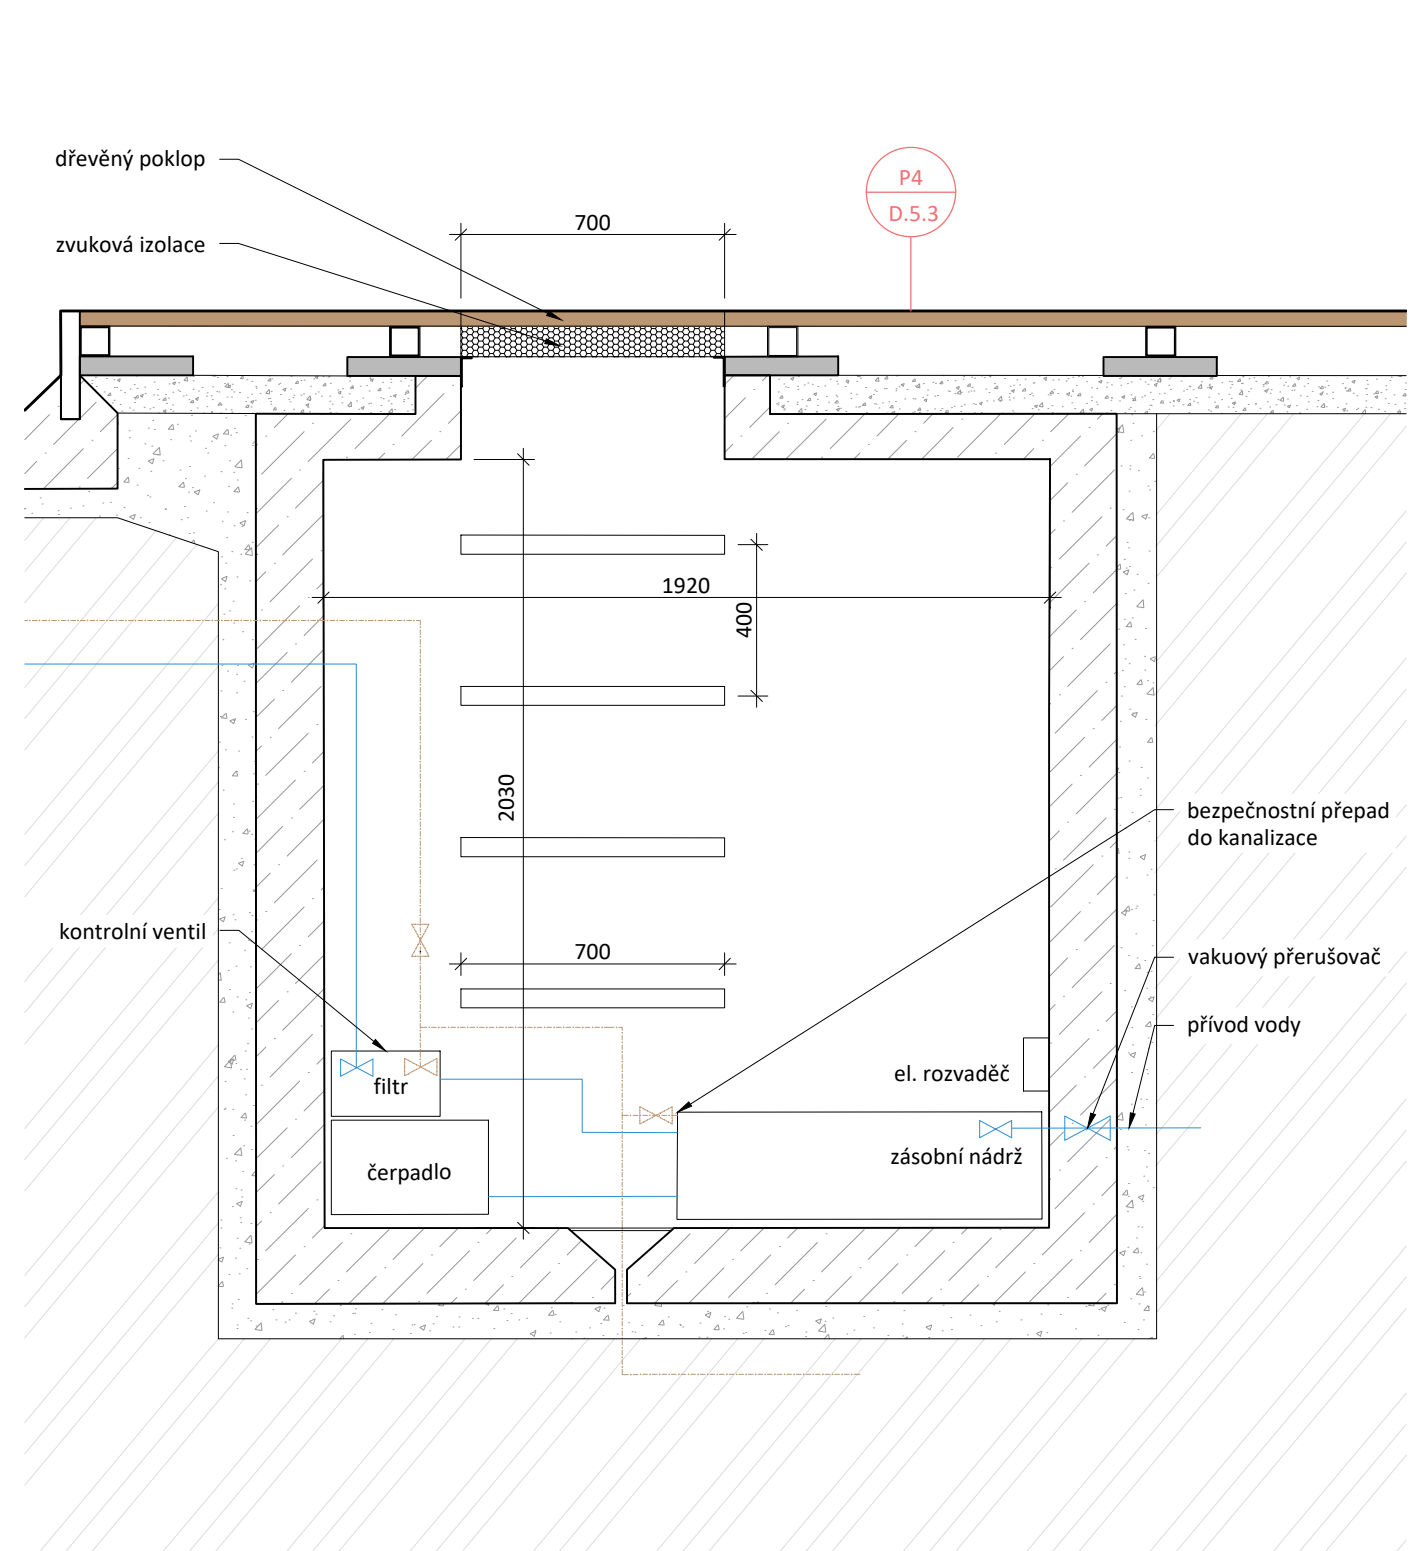 dřevěný poklop
P4
D.5.3
700
zvuková izolace
1920
400
2030
bezpečnostní přepad
do kanalizace
kontrolní ventil
700
vakuový přerušovač
přívod vody
el. rozvaděč
filtr
zásobní nádrž
čerpadlo